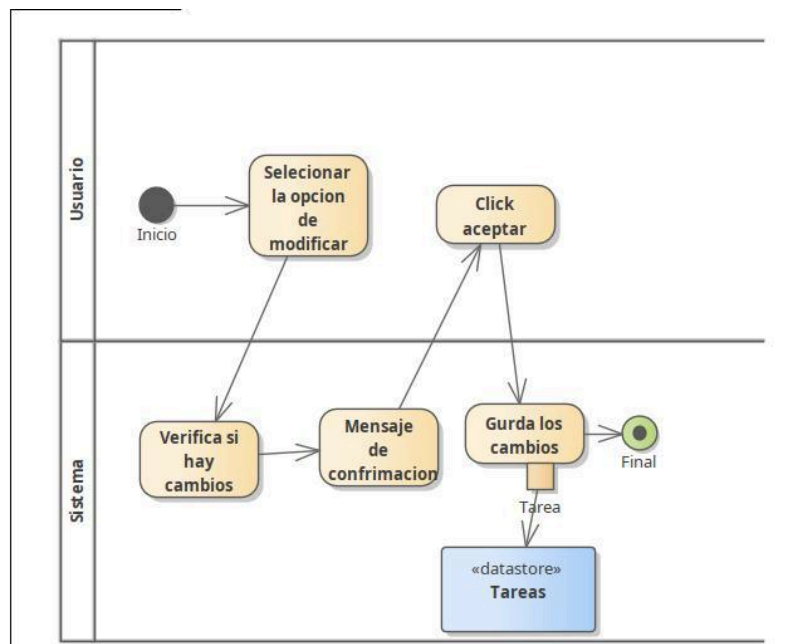 Usuario
Inicio
Selecionar
la opcion
de
modificar
Click
aceptar
Sistema
Verifica si
hay
cambios
Mensaje
de
confrimacion
Gurda los
cambios
Tarea
Final
«datastore»
Tareas